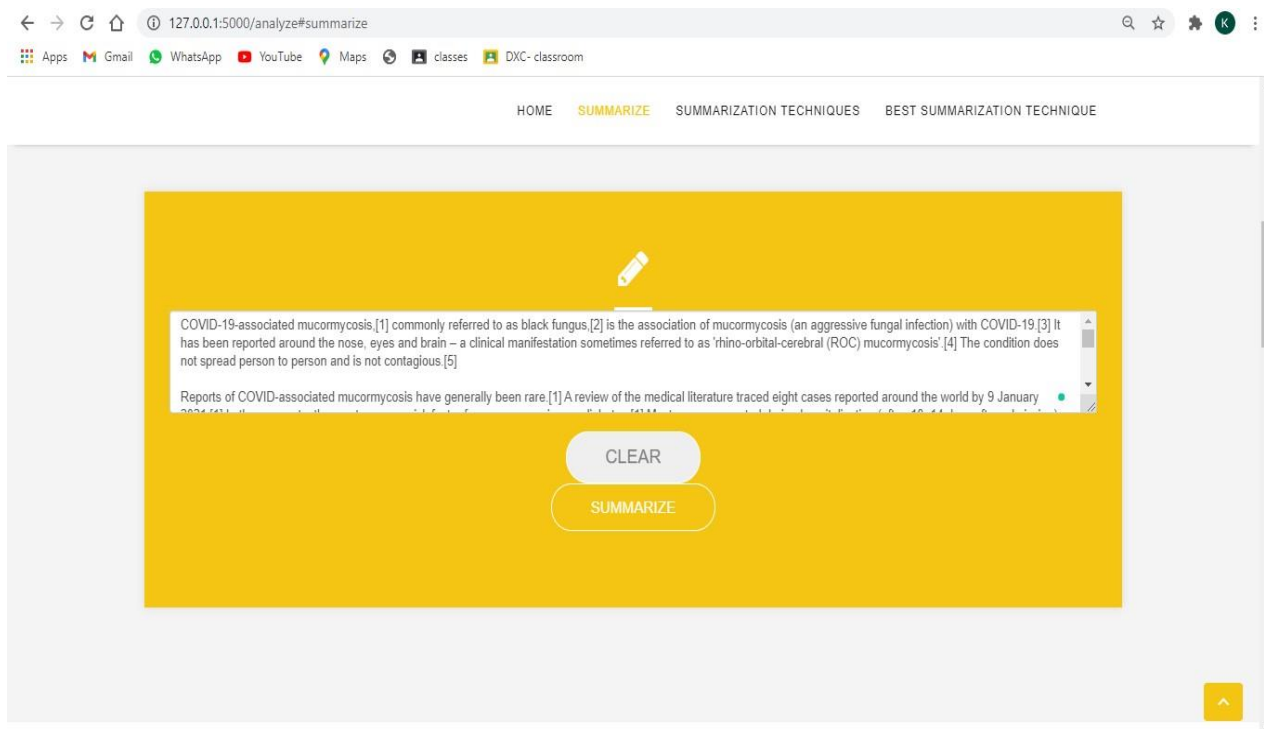 127.0.0.1:5000/analyze#summarize
K
Apps Gmail WhatsApp YouTube Maps classes DXC- classroom
HOME SUMMARIZE SUMMARIZATION TECHNIQUES BEST SUMMARIZATION TECHNIQUE
COVID-19-associated mucormycosis,[1] commonly referred to as black fungus,[2] is the association of mucormycosis (an aggressive fungal infection) with COVID-19.[3] It
has been reported around the nose, eyes and brain – a clinical manifestation sometimes referred to as 'rhino-orbital-cerebral (ROC) mucormycosis'.[4] The condition does
not spread person to person and is not contagious.[5]
Reports of COVID-associated mucormycosis have generally been rare.[1] A review of the medical literature traced eight cases reported around the world by 9 January
CLEAR
SUMMARIZE